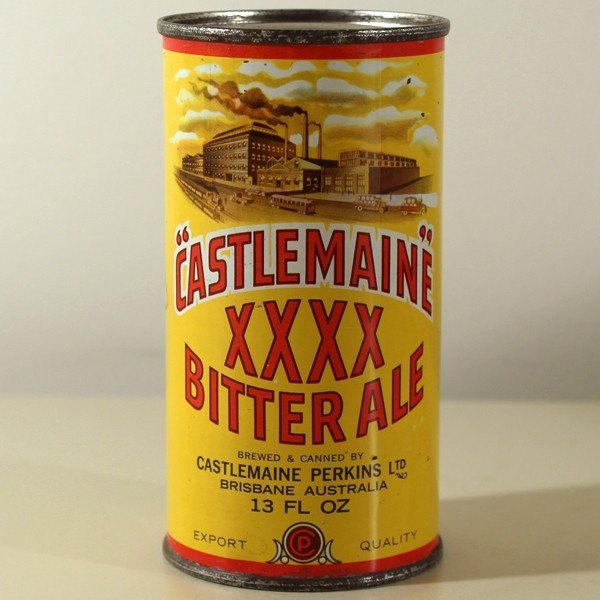 "CASTLEMAINE"
XXXX
BITTER ALE
BREWED & CANNED BY
CASTLEMAINE PERKINS LTD
BRISBANE AUSTRALIA
13 FL OZ
EXPORT QUALITY